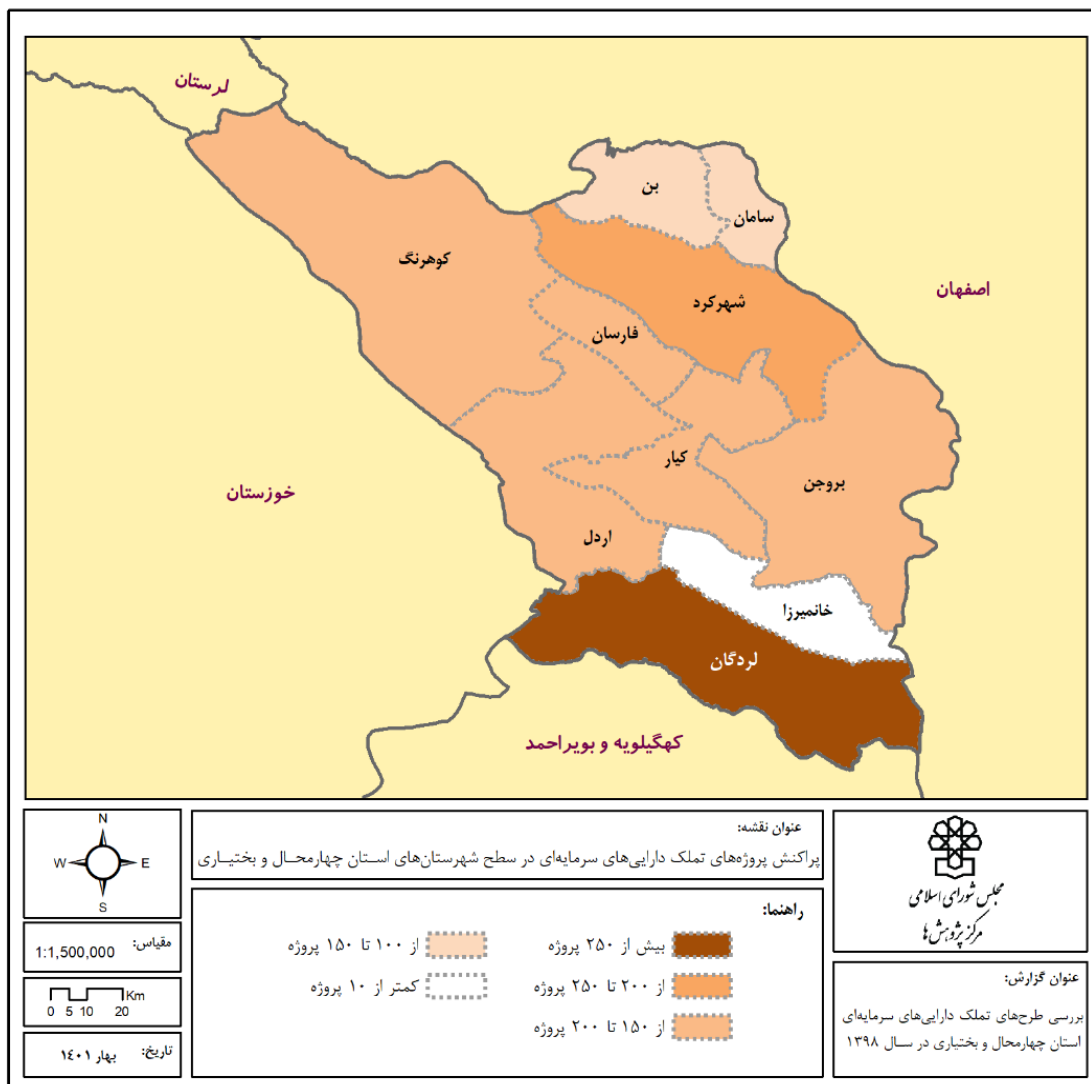 لرستان
بن
سامان
کوهرنگ
اصفهان
شهرکرد
فارسان
کیار
بروجن
خوزستان
اردل
خانمیرزا
لردگان
کهگیلویه و بویراحمد
عنوان نقشه:
پراکنش پروژه‌های تملک دارایی‌های سرمایه‌ای در سطح شهرستان‌های استان چهارمحال و بختیاری
راهنما:
بیش از ۲۵۰ پروژه
از ۲۰۰ تا ۲۵۰ پروژه
از ۱۵۰ تا ۲۰۰ پروژه
از ۱۰۰ تا ۱۵۰ پروژه
کمتر از ۱۰ پروژه
N
W E
S
مقیاس: 1:1,500,000
Km
0 5 10 20
تاریخ: بهار ۱۴۰۱
مجلس شورای اسلامی
مرکز پژوهش‌ها
عنوان گزارش:
بررسی طرح‌های تملک دارایی‌های سرمایه‌ای
استان چهارمحال و بختیاری در سال ۱۳۹۸